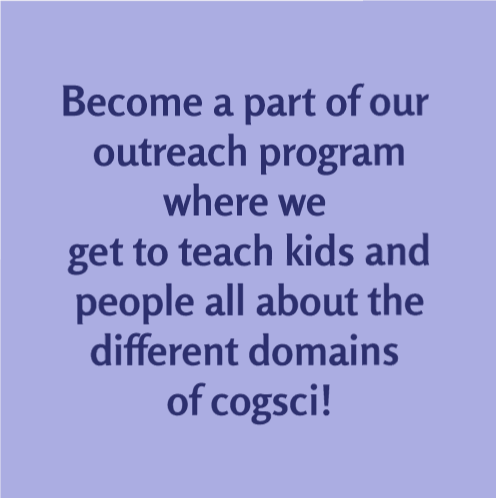 Become a part of our
outreach program
where we
get to teach kids and
people all about the
different domains
of cogsci!